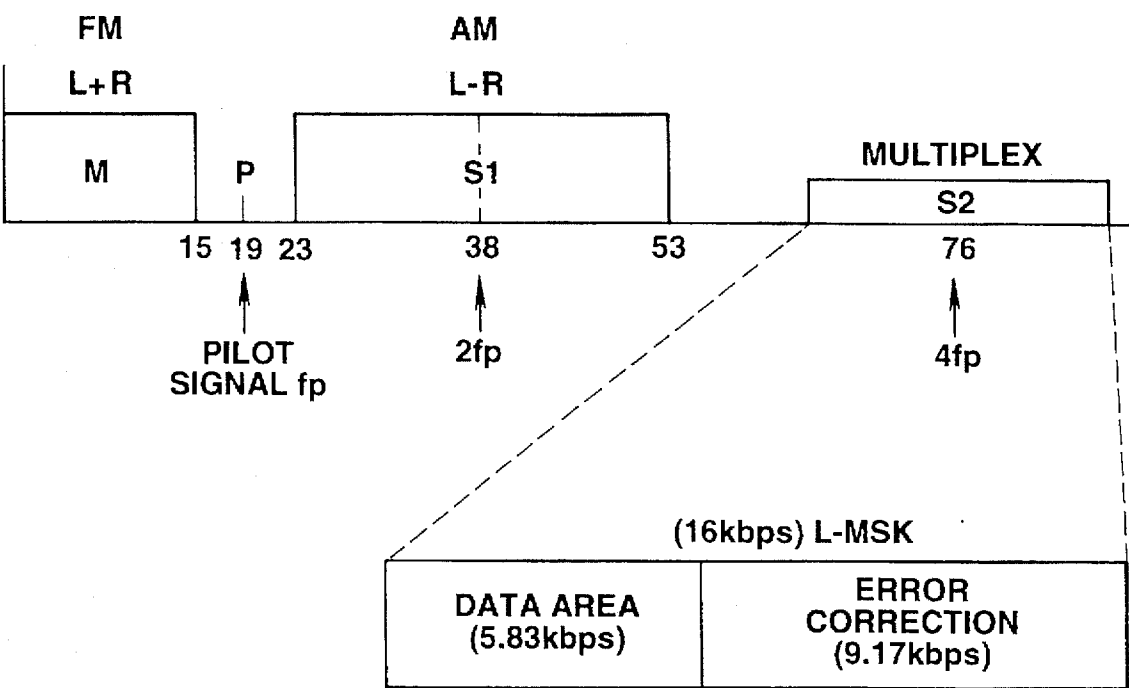 FM
AM
L+R
L-R
M
P
S1
MULTIPLEX
S2
15 19 23 38 53 76
PILOT
SIGNAL fp
2fp
4fp
(16kbps) L-MSK
DATA AREA
(5.83kbps)
ERROR
CORRECTION
(9.17kbps)